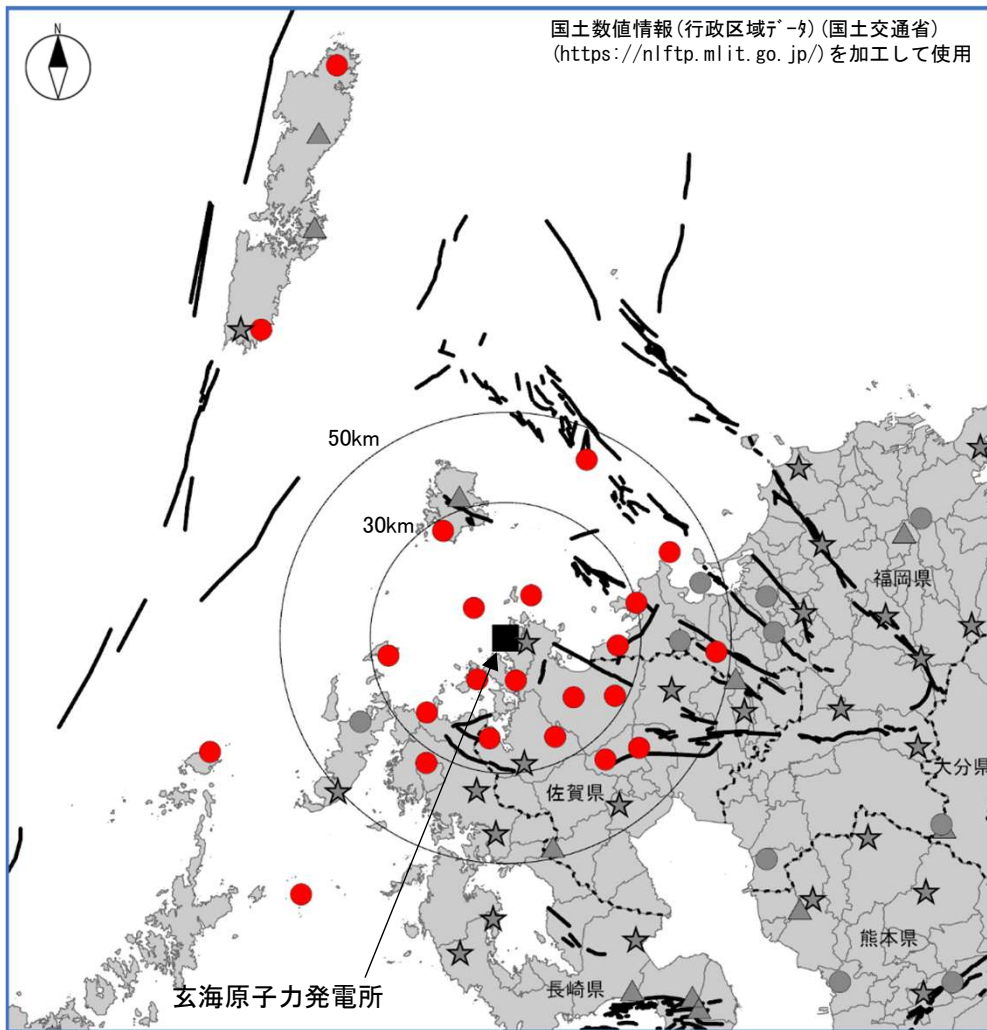 国土数値情報(行政区域ﾃﾞｰﾀ)(国土交通省)
(https://nlftp.mlit.go.jp/)を加工して使用
N
50km
30km
福岡県
大分県
佐賀県
熊本県
玄海原子力発電所
長崎県